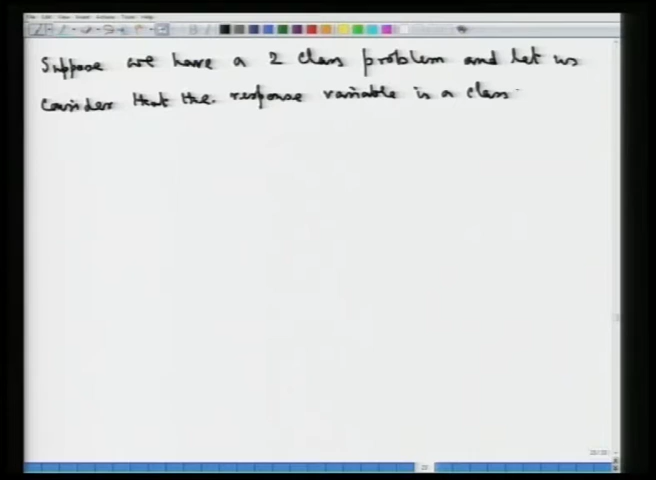 Suppose we have a 2 class problem and let us
consider that the response variable is a class